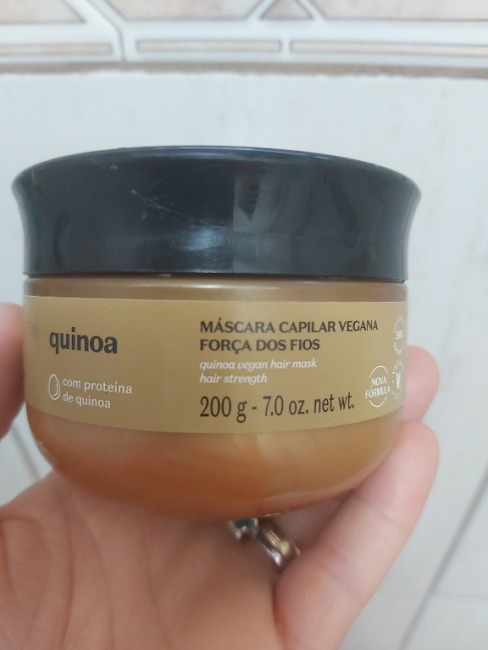 quinoa
com proteína
de quinoa
MÁSCARA CAPILAR VEGANA
FORÇA DOS FIOS
quinoa vegan hair mask
hair strength
200 g - 7.0 oz. net wt.
NOVA
FÓRMULA